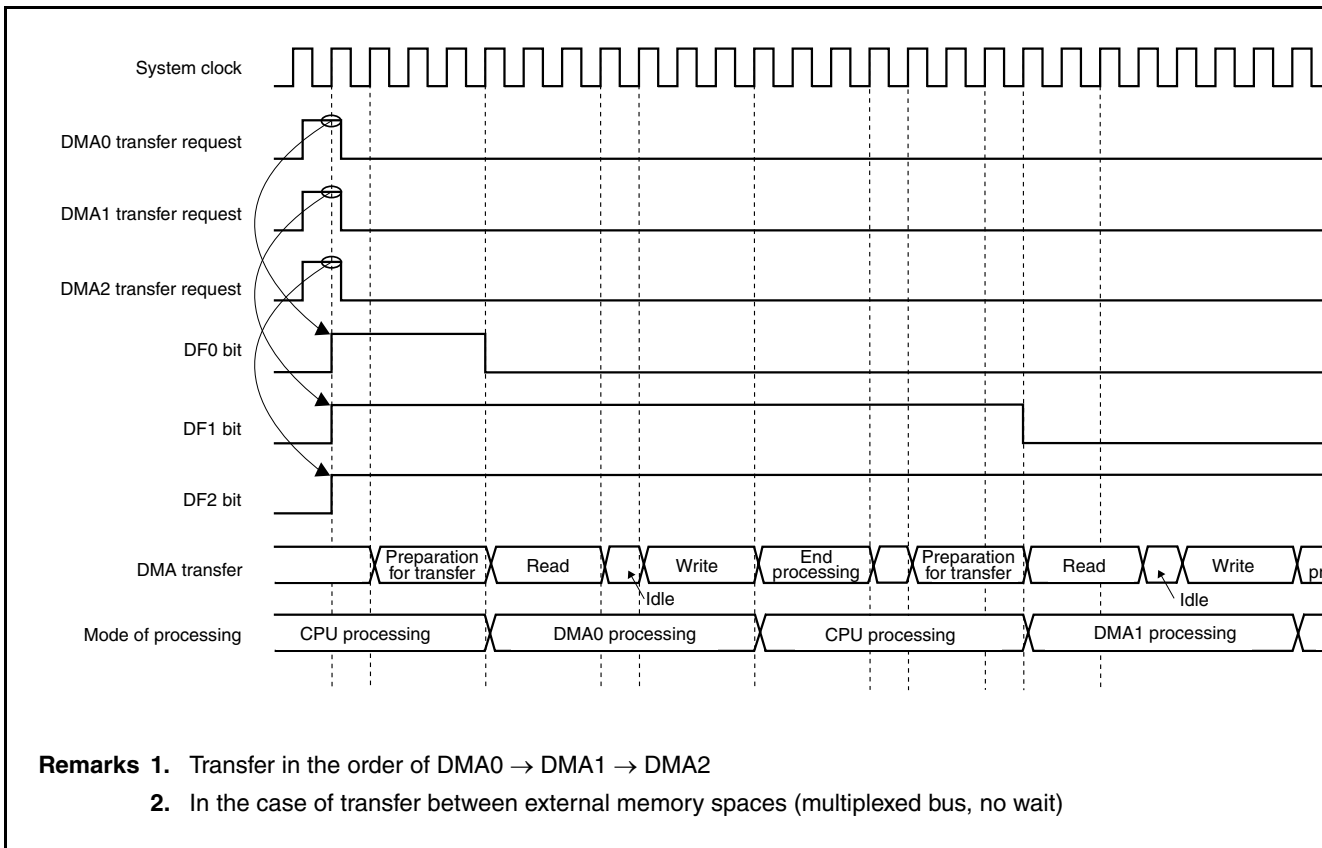 System clock
DMA0 transfer request
DMA1 transfer request
DMA2 transfer request
DF0 bit
DF1 bit
DF2 bit
DMA transfer
Preparation
for transfer
Read
Idle
Write
End
processing
Preparation
for transfer
Read
Idle
Write
pr
Mode of processing
CPU processing
DMA0 processing
CPU processing
DMA1 processing
Remarks 1. Transfer in the order of DMA0 → DMA1 → DMA2
2. In the case of transfer between external memory spaces (multiplexed bus, no wait)